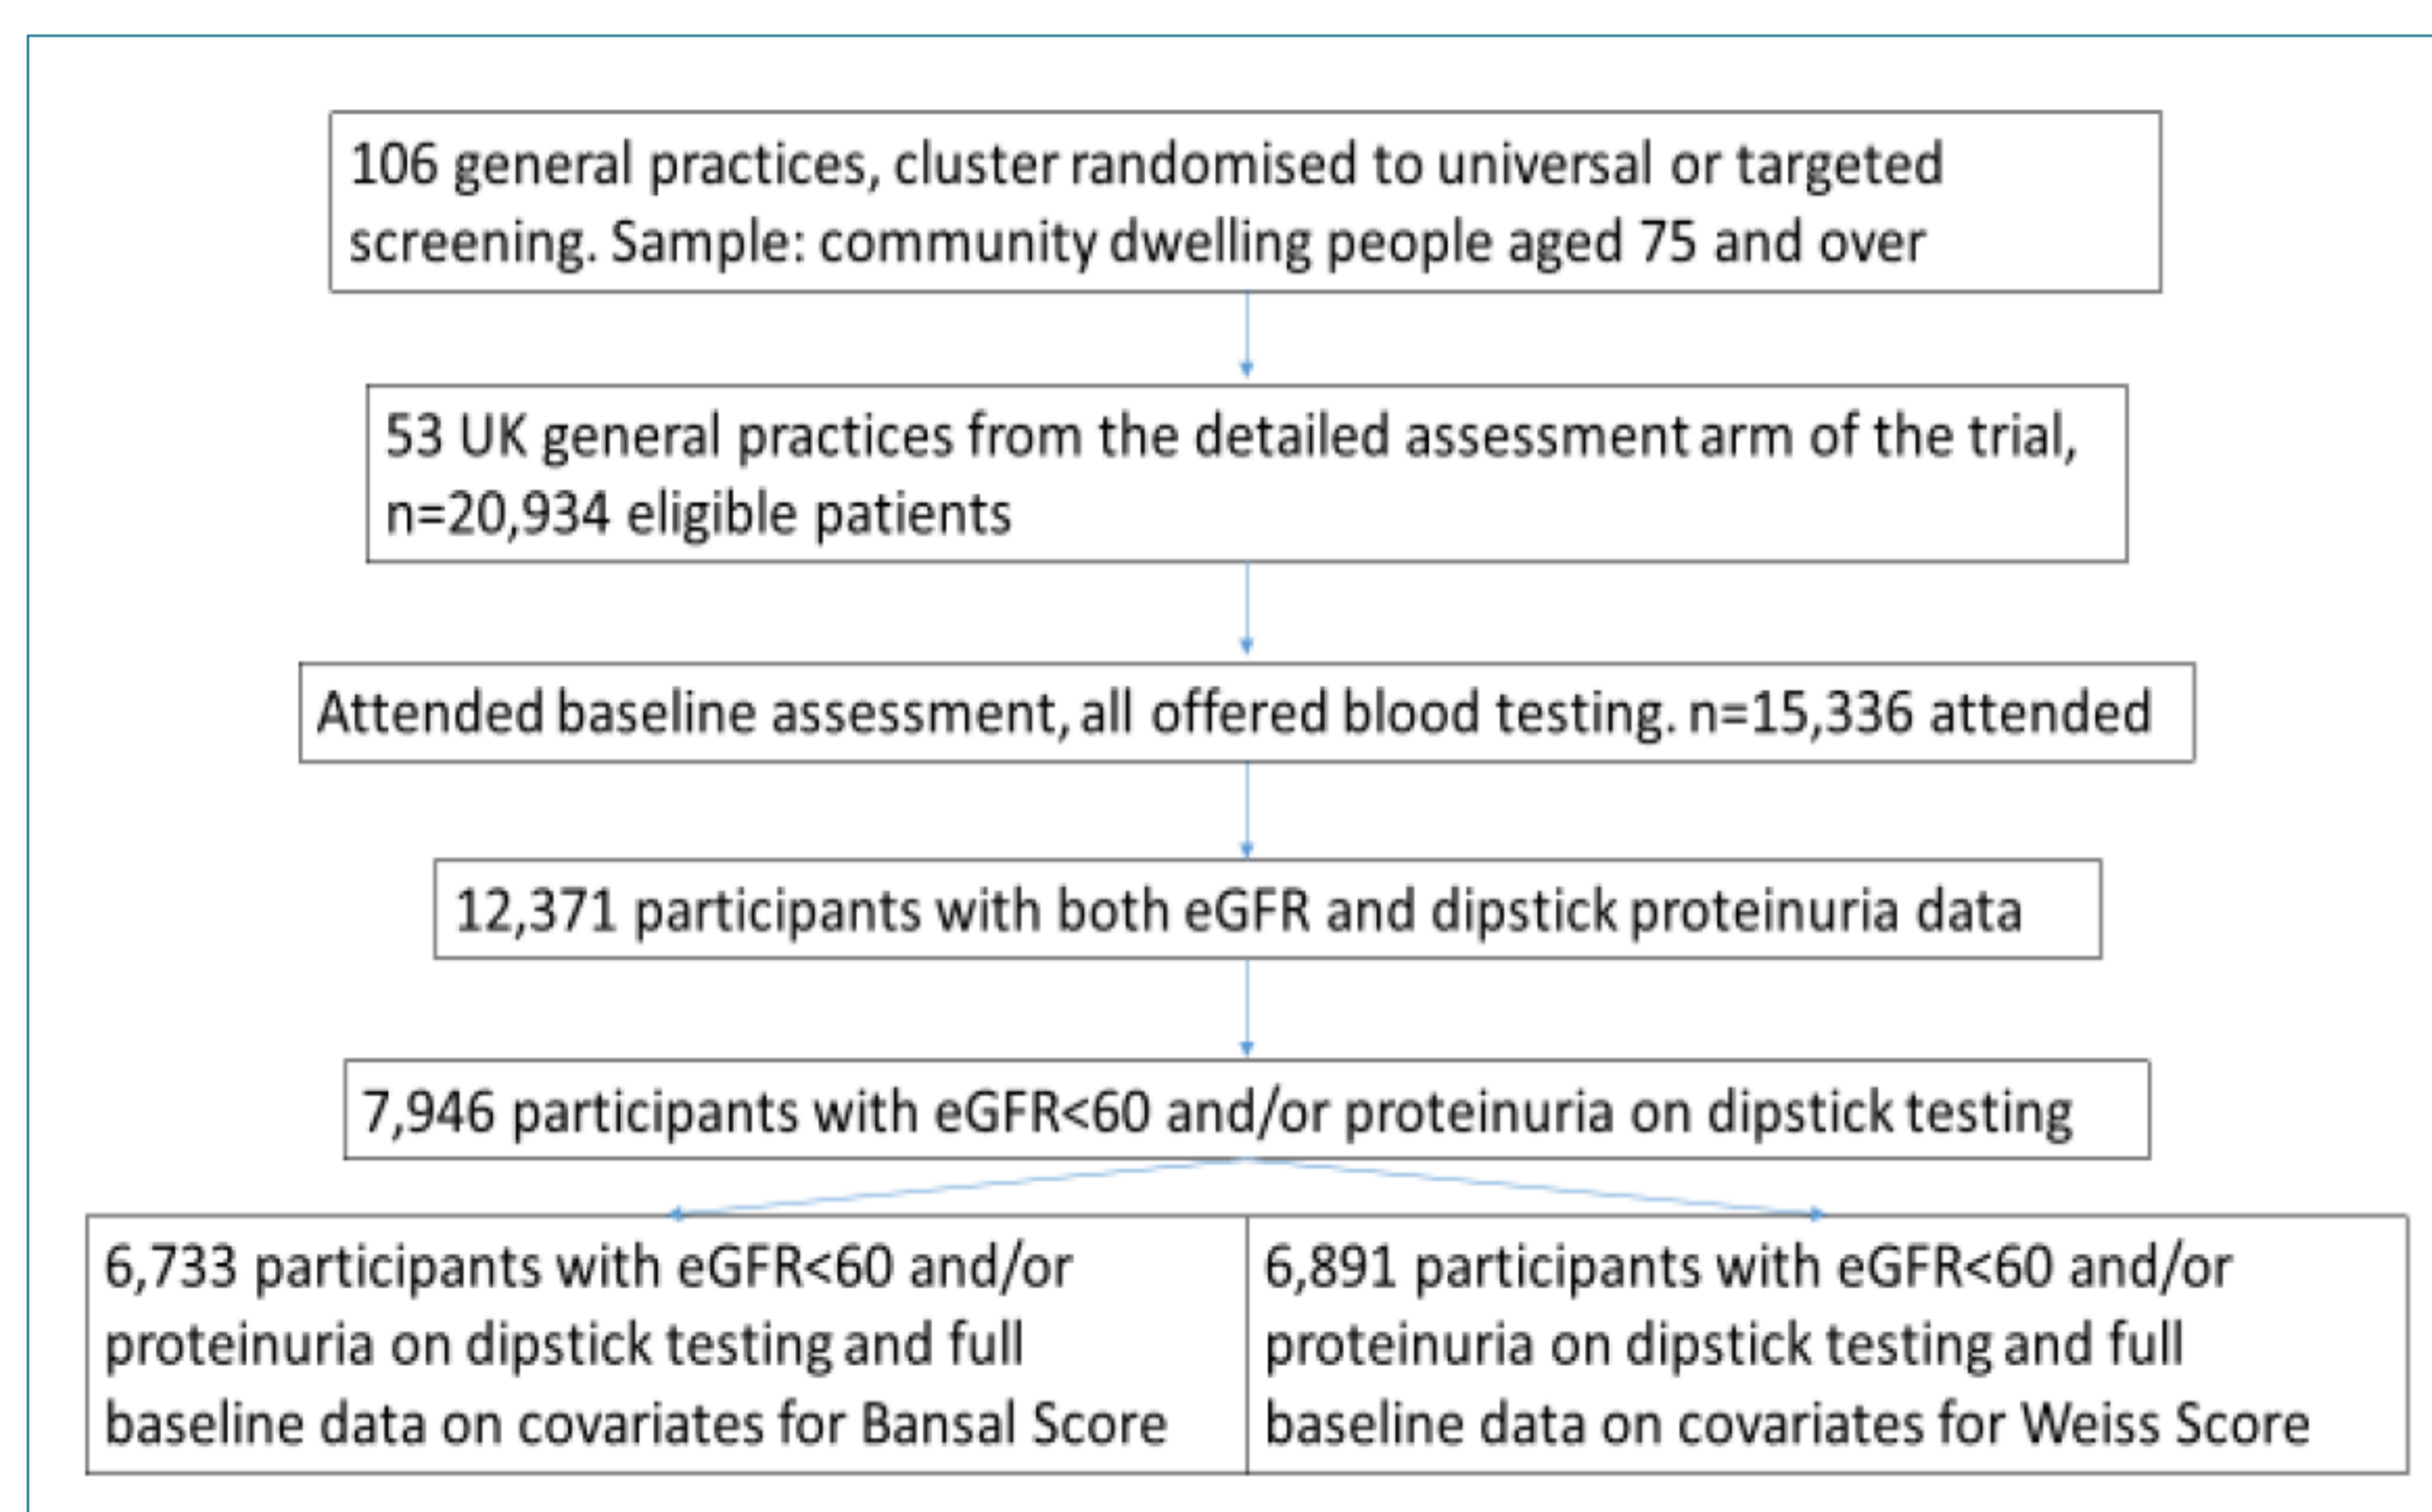 106 general practices, cluster randomised to universal or targeted
screening. Sample: community dwelling people aged 75 and over
53 UK general practices from the detailed assessment arm of the trial,
n=20,934 eligible patients
Attended baseline assessment, all offered blood testing. n=15,336 attended
12,371 participants with both eGFR and dipstick proteinuria data
7,946 participants with eGFR<60 and/or proteinuria on dipstick testing
6,733 participants with eGFR<60 and/or
proteinuria on dipstick testing and full
baseline data on covariates for Bansal Score
6,891 participants with eGFR<60 and/or
proteinuria on dipstick testing and full
baseline data on covariates for Weiss Score